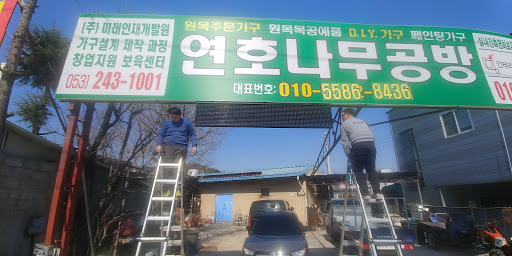 (주) 미래인재개발원
가구설계 제작 과정
창업지원 보육센터
053) 243-1001
원목주문가구 원목목공예품 D.I.Y.가구 페인팅가구
연호나무공방
대표번호: 010-5586-8436